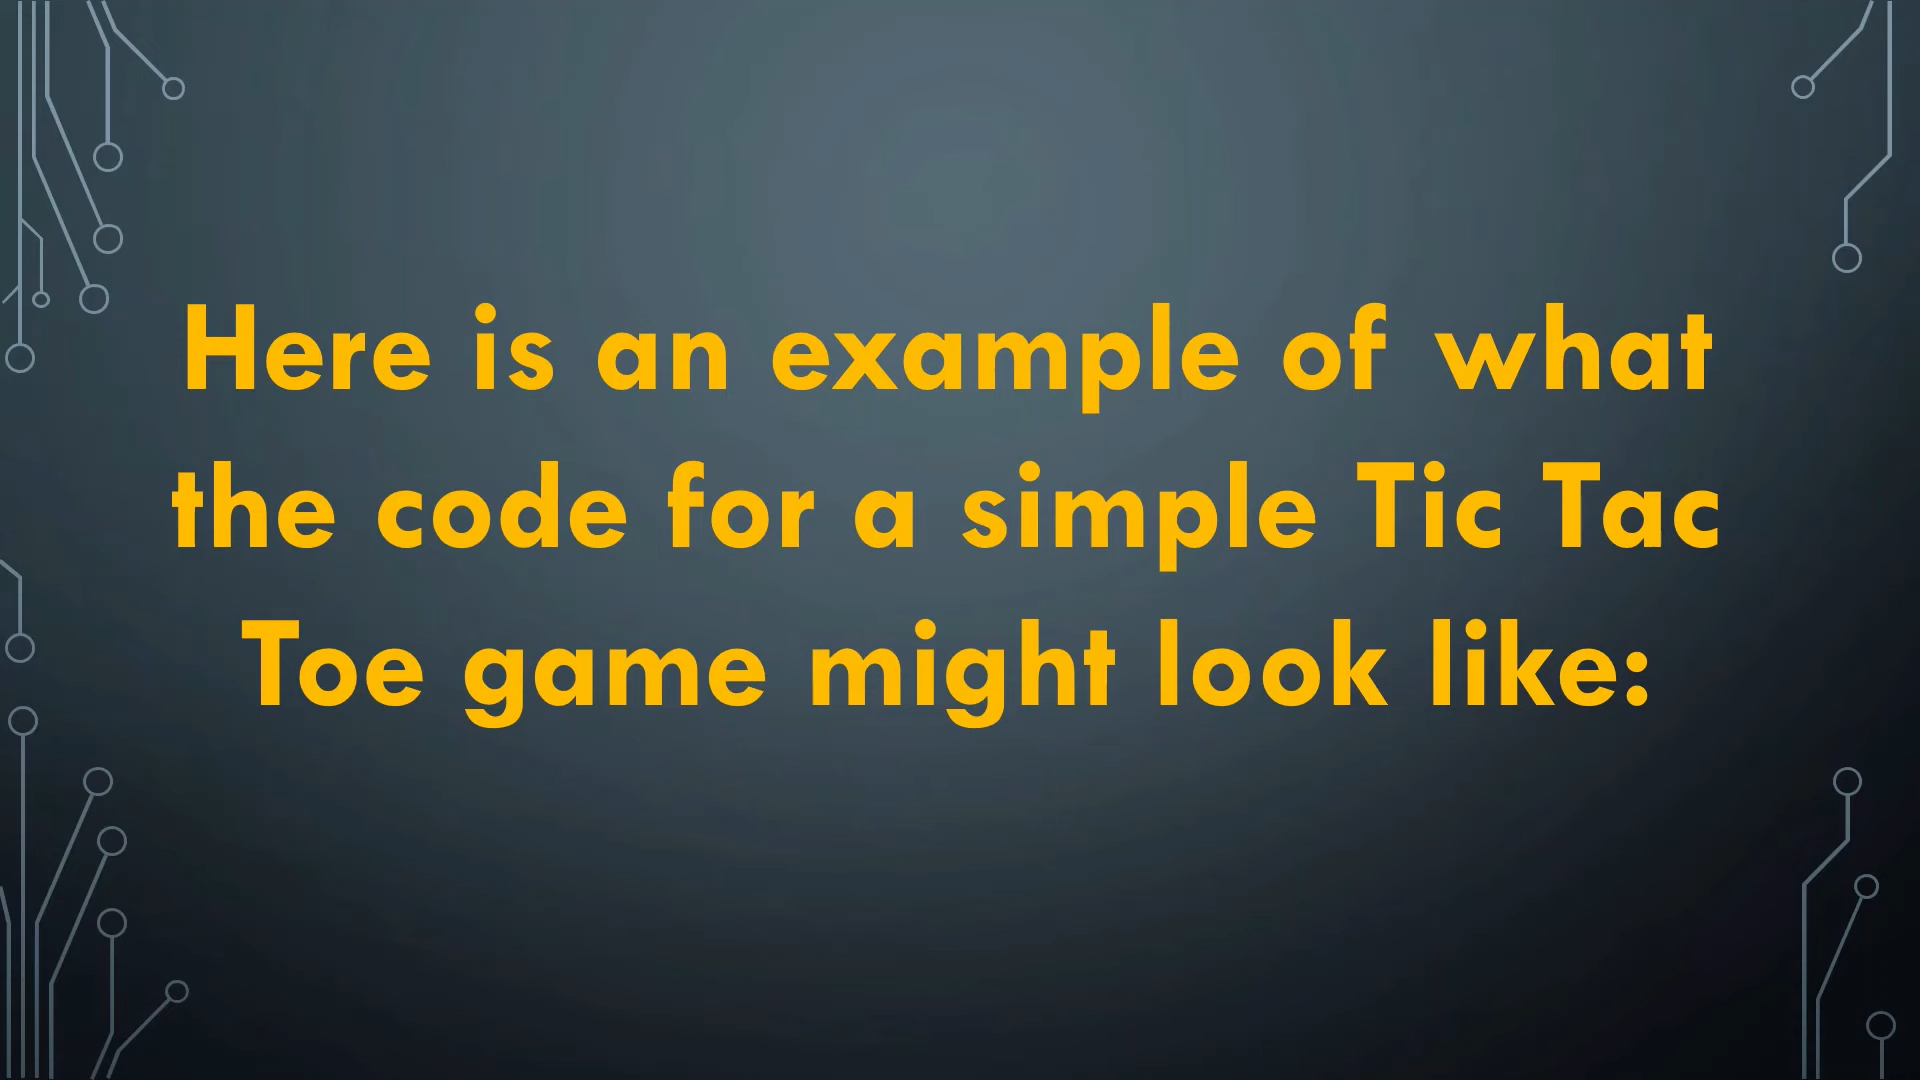 Here is an example of what
the code for a simple Tic Tac
Toe game might look like: